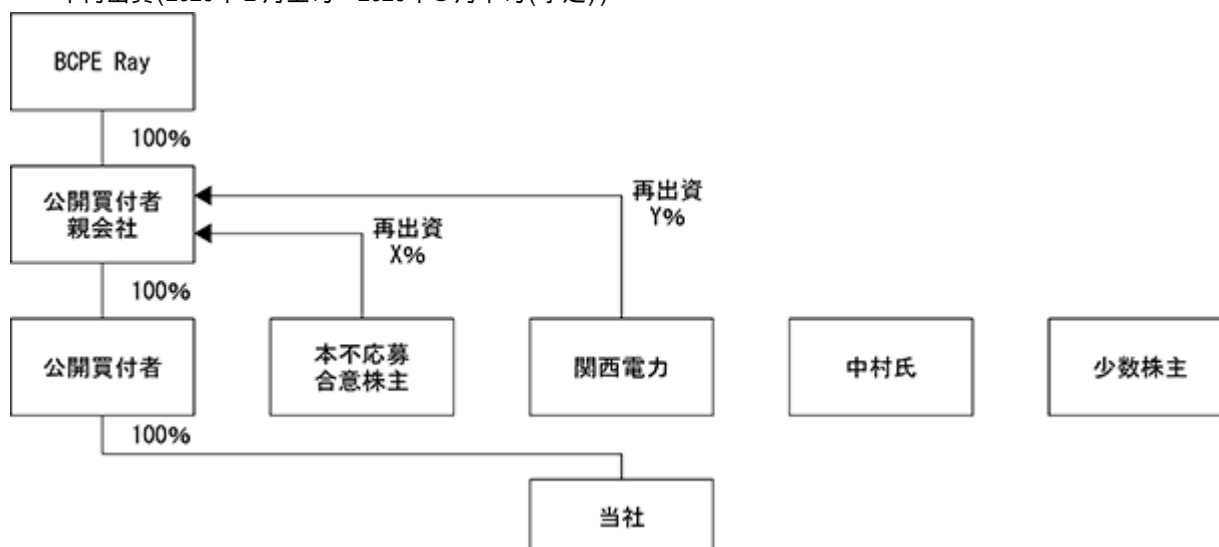 BCPE Ray
100%
公開買付者
親会社
再出資
Y%
再出資
X%
100%
公開買付者
本不応募
合意株主
関西電力
中村氏
少数株主
100%
当社